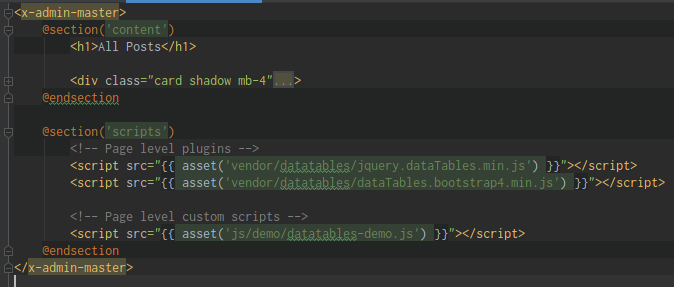 <x-admin-master>
@section('content')
<h1>All Posts</h1>
<div class="card shadow mb-4"...>
@endsection
@section('scripts')
<!-- Page level plugins -->
<script src="{{ asset('vendor/datatables/jquery.dataTables.min.js') }}"></script>
<script src="{{ asset('vendor/datatables/dataTables.bootstrap4.min.js') }}"></script>
<!-- Page level custom scripts -->
<script src="{{ asset('js/demo/datatables-demo.js') }}"></script>
@endsection
</x-admin-master>